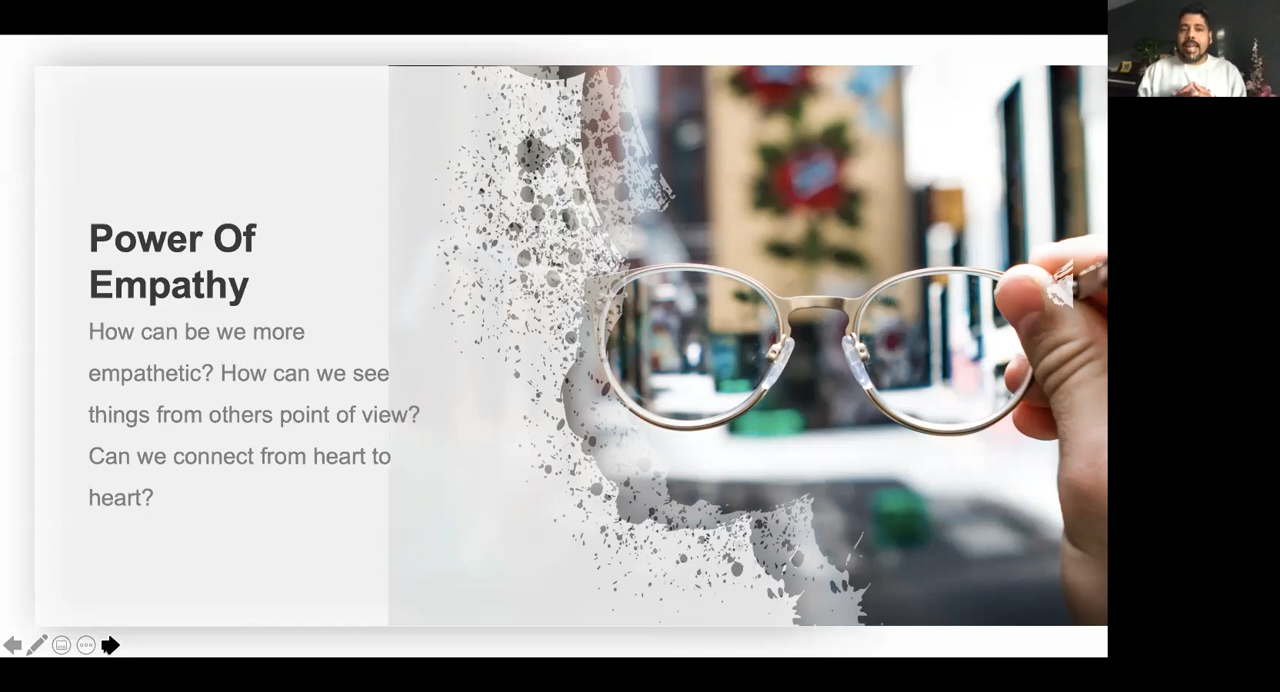 Power Of
Empathy
How can be we more
empathetic? How can we see
things from others point of view?
Can we connect from heart to
heart?